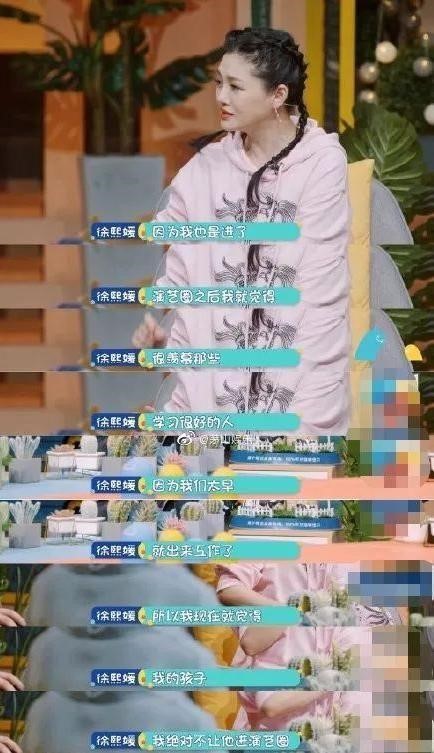 徐熙媛 因为我也是进了
徐熙媛 演艺圈之后我就觉得
徐熙媛 很羡慕那些
徐熙媛 学习很好的人
徐熙媛 因为我们太早
徐熙媛 就出来工作了
徐熙媛 所以我现在就觉得
徐熙媛 我的孩子
徐熙媛 我绝对不让他进演艺圈